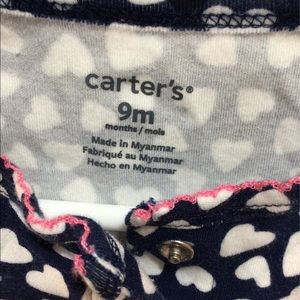 carter's®
9m
months / mois
Made in Myanmar
Fabriqué au Myanmar
Hecho en Myanmar